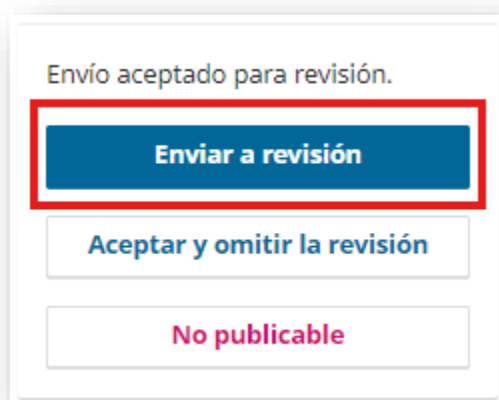 Envío aceptado para revisión.
Enviar a revisión
Aceptar y omitir la revisión
No publicable